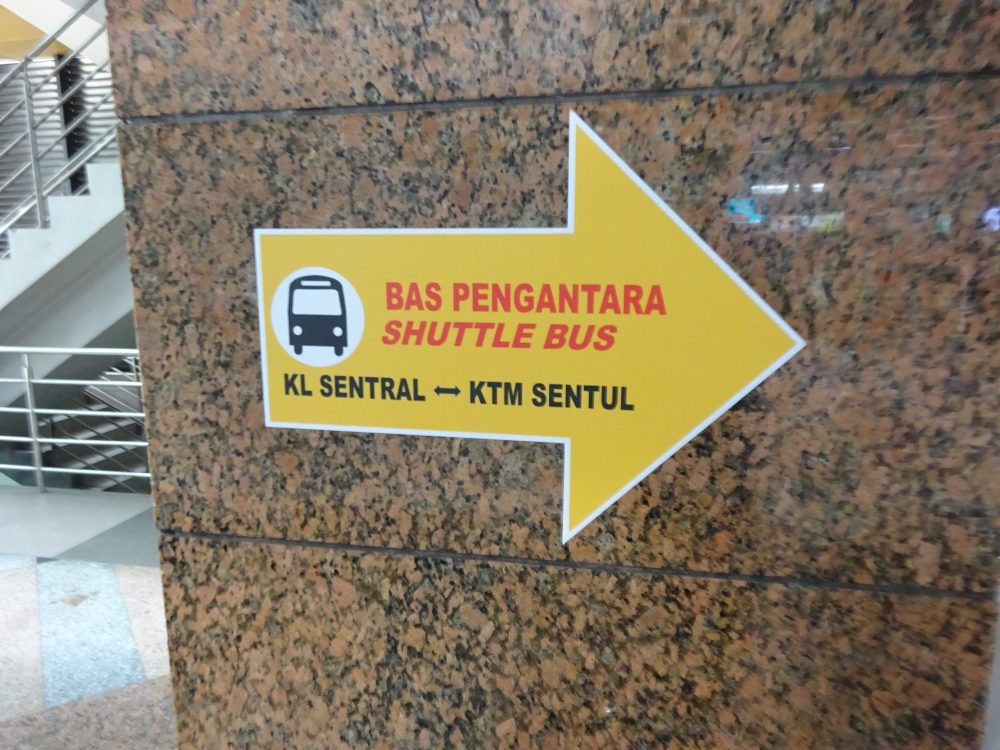 BAS PENGANTARA
SHUTTLE BUS
KL SENTRAL ↔ KTM SENTUL